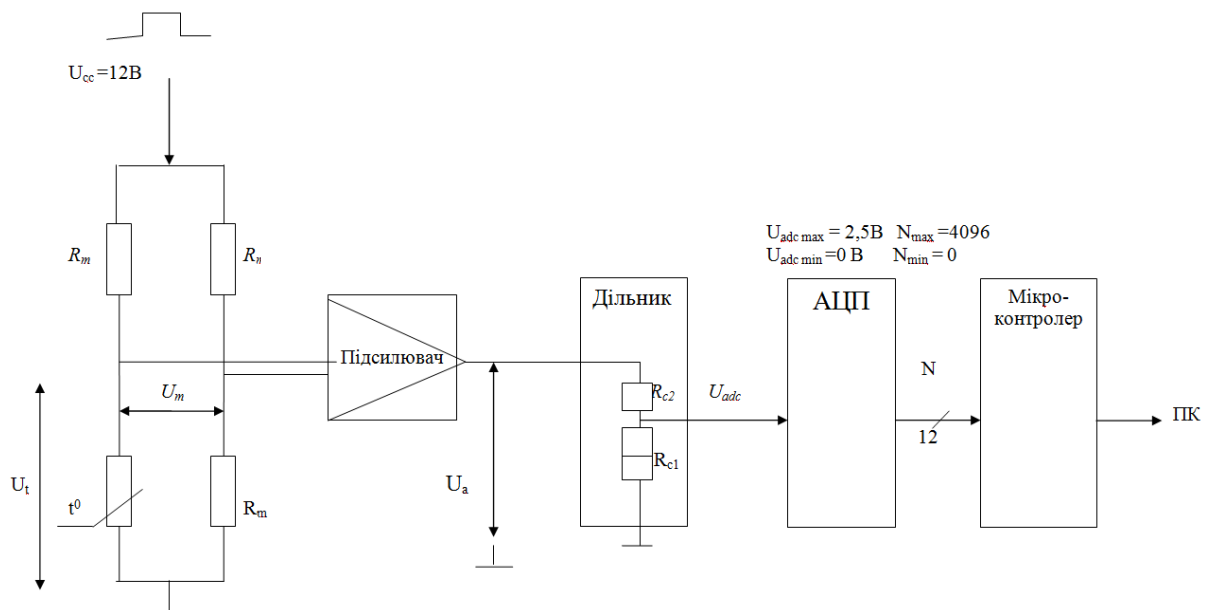 U_cc =12В
R_m
R_n
U_t
U_m
t⁰
R_m
Підсилювач
U_a
Дільник
R_c2
R_c1
U_adc
U_adc max = 2,5В N_max =4096
U_adc min =0 В N_min = 0
АЦП
N
12
Мікро-
контролер
ПК